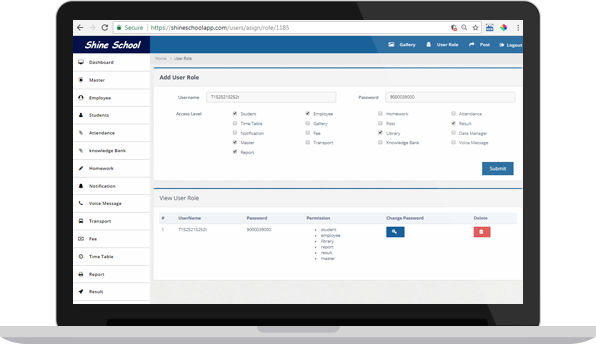 Secure https://shineschoolapp.com/users/asign/role/1185
Shine School
Gallery User Role Post Logout
Home > User Role
Dashboard
Master
Employee
Students
Attendance
knowledge Bank
Homework
Notification
Voice Message
Transport
Fee
Time Table
Report
Result
Add User Role
Username Password 9000039000
Access Level
Student Employee Homework Attendance
Time Table Gallery Post Result
Notification Fee Library Data Manager
Master Transport Knowledge Bank Voice Message
Report
Submit
View User Role
# UserName Password Permission Change Password Delete
1 9000039000
student
employee
library
report
result
master